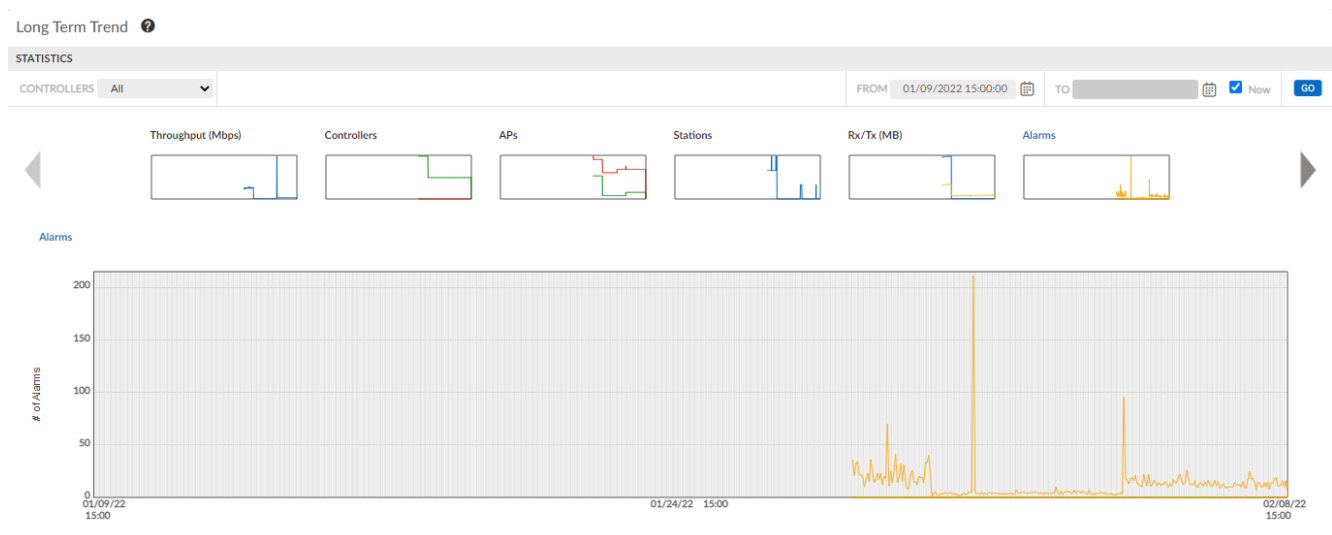 Long Term Trend ?
STATISTICS
CONTROLLERS All FROM 01/09/2022 15:00:00 TO Now GO
Throughput (Mbps) Controllers APs Stations Rx/Tx (MB) Alarms
Alarms
200
150
100
50
0
# of Alarms
01/09/22 01/24/22 15:00 02/08/22
15:00 15:00